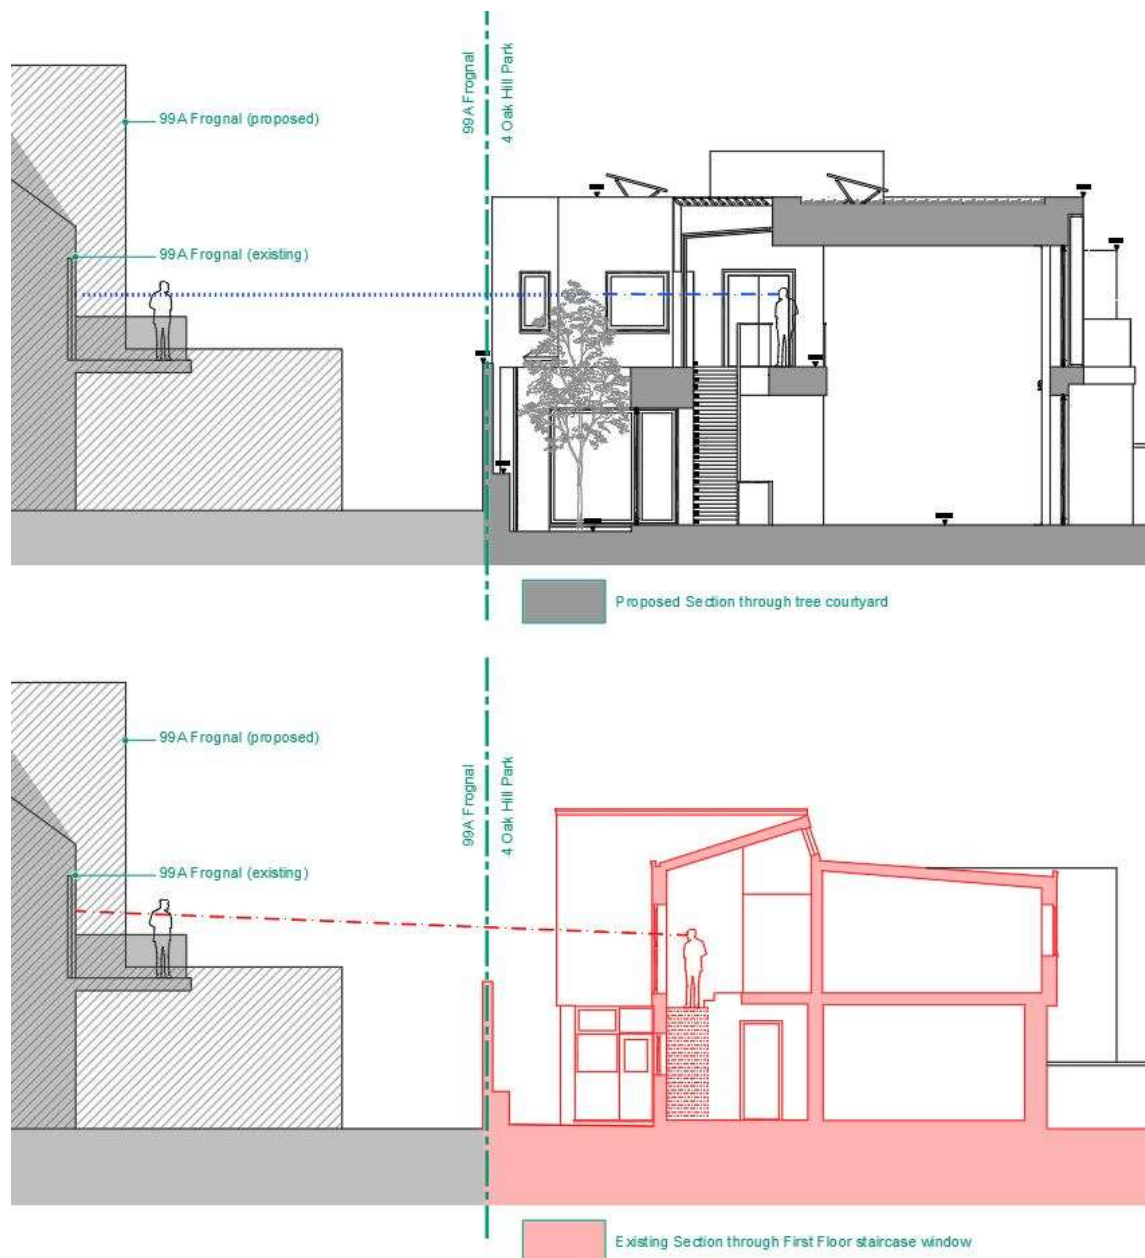 99A Frognal
4 Oak Hill Park
99A Frognal (proposed)
99A Frognal (existing)
Proposed Section through tree courtyard
99A Frognal
4 Oak Hill Park
99A Frognal (proposed)
99A Frognal (existing)
Existing Section through First Floor staircase window